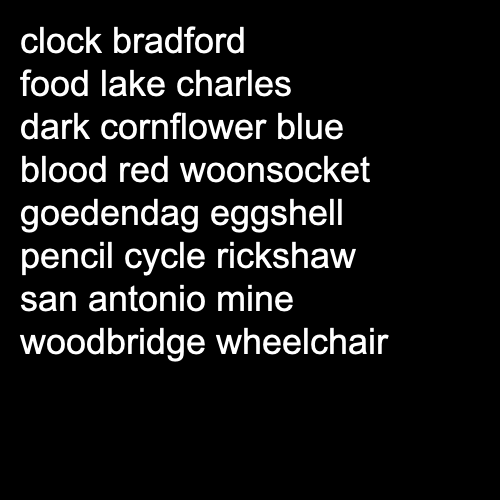 clock bradford
food lake charles
dark cornflower blue
blood red woonsocket
goedendag eggshell
pencil cycle rickshaw
san antonio mine
woodbridge wheelchair